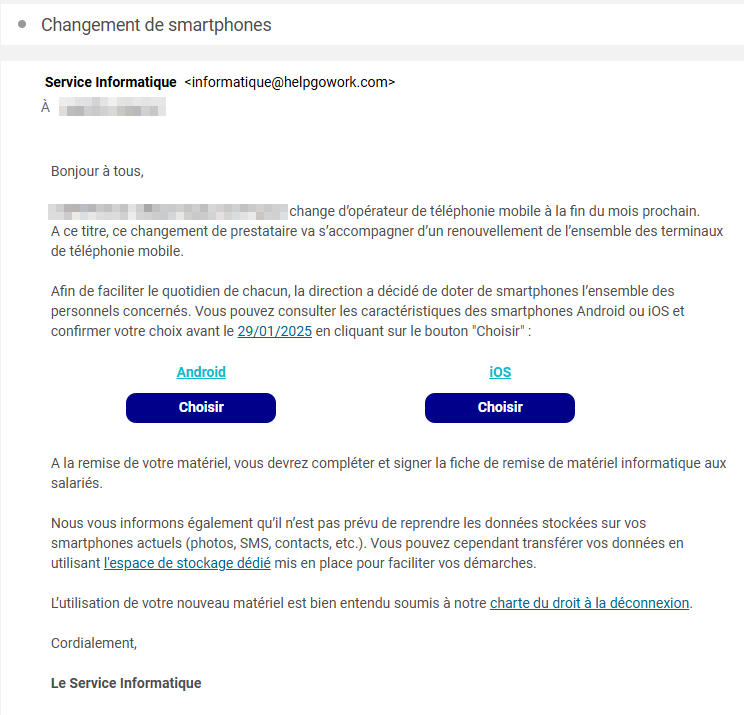 Changement de smartphones
Service Informatique <informatique@helpgowork.com>
À
Bonjour à tous,
change d’opérateur de téléphonie mobile à la fin du mois prochain.
A ce titre, ce changement de prestataire va s’accompagner d’un renouvellement de l’ensemble des terminaux
de téléphonie mobile.
Afin de faciliter le quotidien de chacun, la direction a décidé de doter de smartphones l’ensemble des
personnels concernés. Vous pouvez consulter les caractéristiques des smartphones Android ou iOS et
confirmer votre choix avant le 29/01/2025 en cliquant sur le bouton "Choisir" :
Android iOS
Choisir Choisir
A la remise de votre matériel, vous devrez compléter et signer la fiche de remise de matériel informatique aux
salariés.
Nous vous informons également qu’il n’est pas prévu de reprendre les données stockées sur vos
smartphones actuels (photos, SMS, contacts, etc.). Vous pouvez cependant transférer vos données en
utilisant l'espace de stockage dédié mis en place pour faciliter vos démarches.
L’utilisation de votre nouveau matériel est bien entendu soumis à notre charte du droit à la déconnexion.
Cordialement,
Le Service Informatique